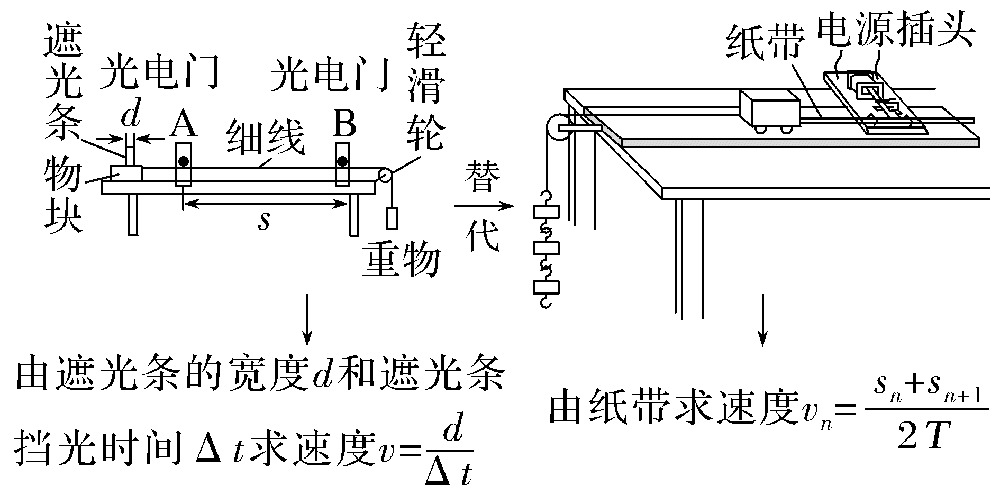 遮光条
光电门
光电门
轻滑轮
d
A
B
细线
物块
s
重物
替代
纸带
电源插头
由遮光条的宽度d和遮光条
挡光时间Δt求速度v=d/Δt
由纸带求速度vₙ=(sₙ+sₙ₊₁)/2T